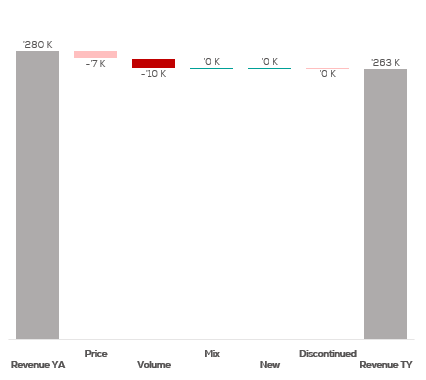 '280 K
-'7 K
-'10 K
'0 K
'0 K
'0 K
'263 K
Price
Mix
Discontinued
Revenue YA
Volume
New
Revenue TY